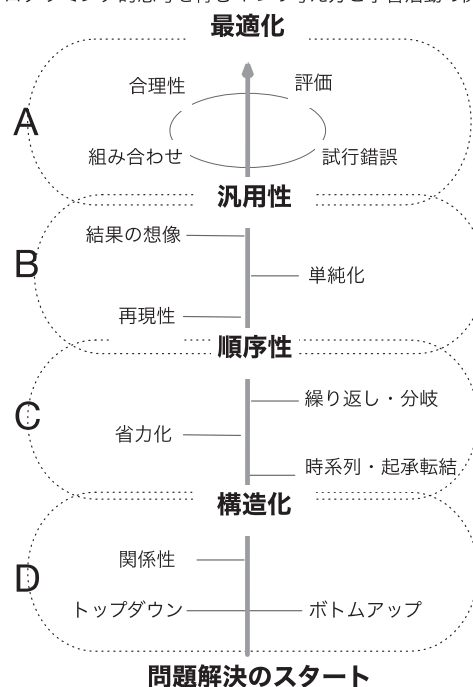 最適化
合理性
評価
A
組み合わせ
試行錯誤
汎用性
結果の想像
B
単純化
再現性
順序性
繰り返し・分岐
C
省力化
時系列・起承転結
構造化
関係性
D
トップダウン
ボトムアップ
問題解決のスタート